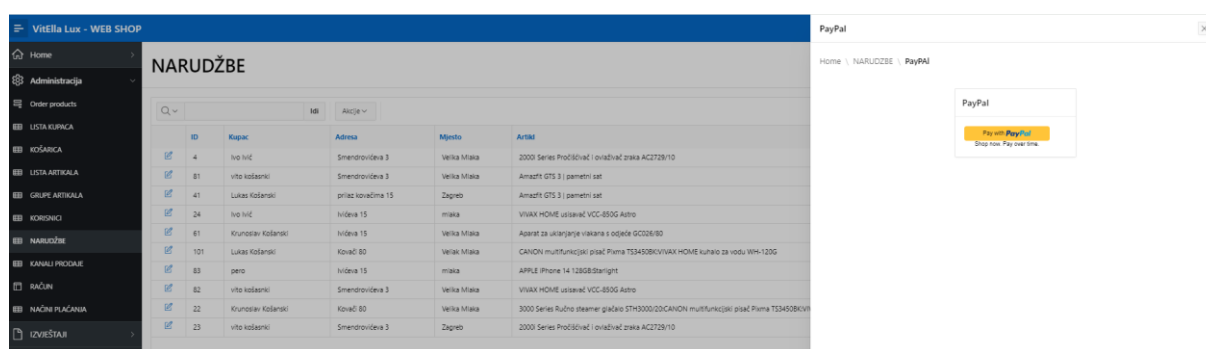 VitElla Lux - WEB SHOP
Home
Administracija
Order products
LISTA KUPACA
KOŠARICA
LISTA ARTIKALA
GRUPE ARTIKALA
KORISNICI
NARUDŽBE
KANALI PRODAJE
RAČUN
NAČINI PLAĆANJA
IZVJEŠTAJI
NARUDŽBE
Idi Akcije
ID Kupac Adresa Mjesto Artikl
4 Ivo Ivić Smendrovićeva 3 Velika Mlaka 2000i Series Pročišćivač i ovlaživač zraka AC2729/10
81 vito košasnki Smendrovićeva 3 Velika Mlaka Amazfit GTS 3 | pametni sat
41 Lukas Košanski prilaz kovačima 15 Zagreb Amazfit GTS 3 | pametni sat
24 Ivo Ivić Ivićeva 15 mlaka VIVAX HOME usisavač VCC-850G Astro
61 Krunoslav Košanski Ivićeva 15 Velika Mlaka Aparat za uklanjanje vlakana s odjeće GC026/80
101 Lukas Košanski Kovači 80 Veliak Mlaka CANON multifunkcijski pisač Pixma TS3450BK:VIVAX HOME kuhalo za vodu WH-120G
83 pero Ivićeva 15 mlaka APPLE iPhone 14 128GB:Starlight
82 vito košasnki Smendrovićeva 3 Velika Mlaka VIVAX HOME usisavač VCC-850G Astro
22 Krunoslav Košanski Kovači 80 Velika Mlaka 3000 Series Ručno steamer glačalo STH3000/20:CANON multifunkcijski pisač Pixma TS3450BK:VIV
23 vito košasnki Smendrovićeva 3 Zagreb 2000i Series Pročišćivač i ovlaživač zraka AC2729/10
PayPal
Home \ NARUDZBE \ PayPAl
PayPal
Pay with PayPal
Shop now. Pay over time.